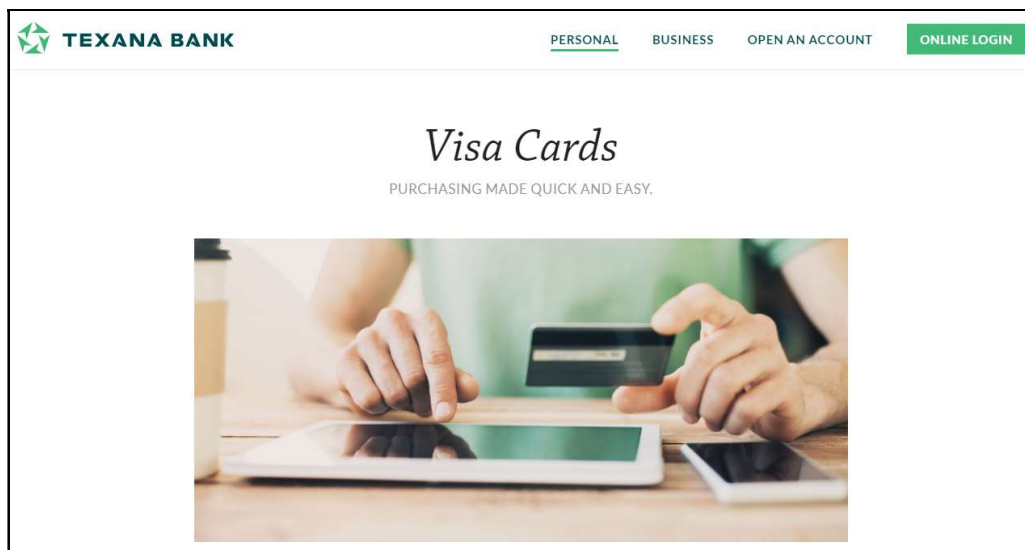 TEXANA BANK
PERSONAL BUSINESS OPEN AN ACCOUNT ONLINE LOGIN
Visa Cards
PURCHASING MADE QUICK AND EASY.